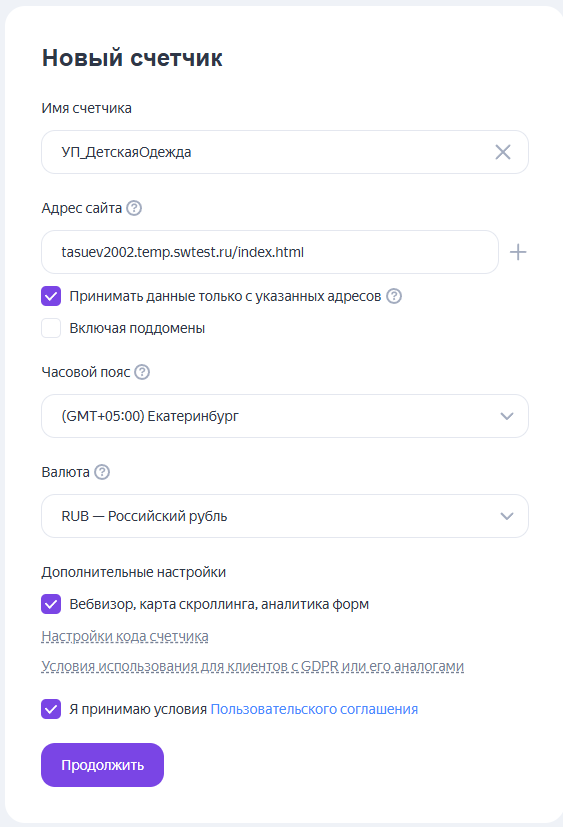 Новый счетчик
Имя счетчика
УП_ДетскаяОдежда
Адрес сайта ?
tasuev2002.temp.swtest.ru/index.html
Принимать данные только с указанных адресов ?
Включая поддомены
Часовой пояс ?
(GMT+05:00) Екатеринбург
Валюта ?
RUB — Российский рубль
Дополнительные настройки
Вебвизор, карта скроллинга, аналитика форм
Настройки кода счетчика
Условия использования для клиентов с GDPR или его аналогами
Я принимаю условия Пользовательского соглашения
Продолжить